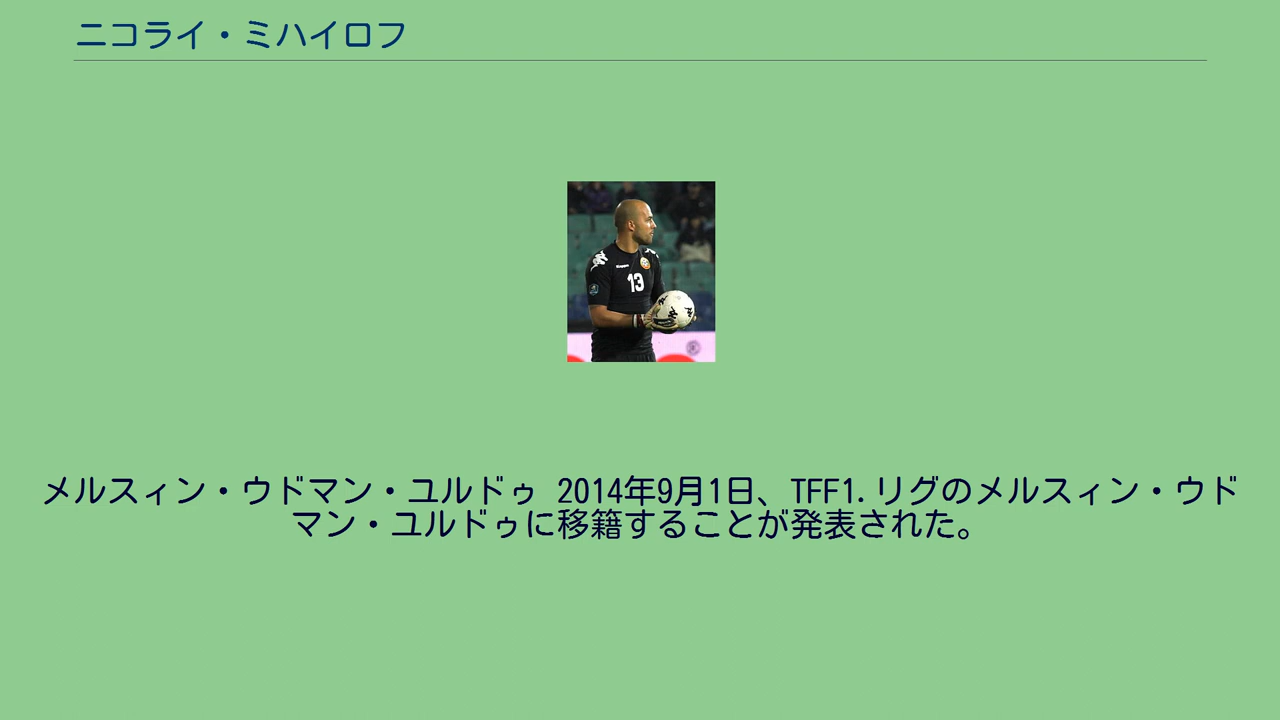 ニコライ・ミハイロフ
13
メルスィン・ウドマン・ユルドゥ 2014年9月1日、TFF1.リグのメルスィン・ウド
マン・ユルドゥに移籍することが発表された。